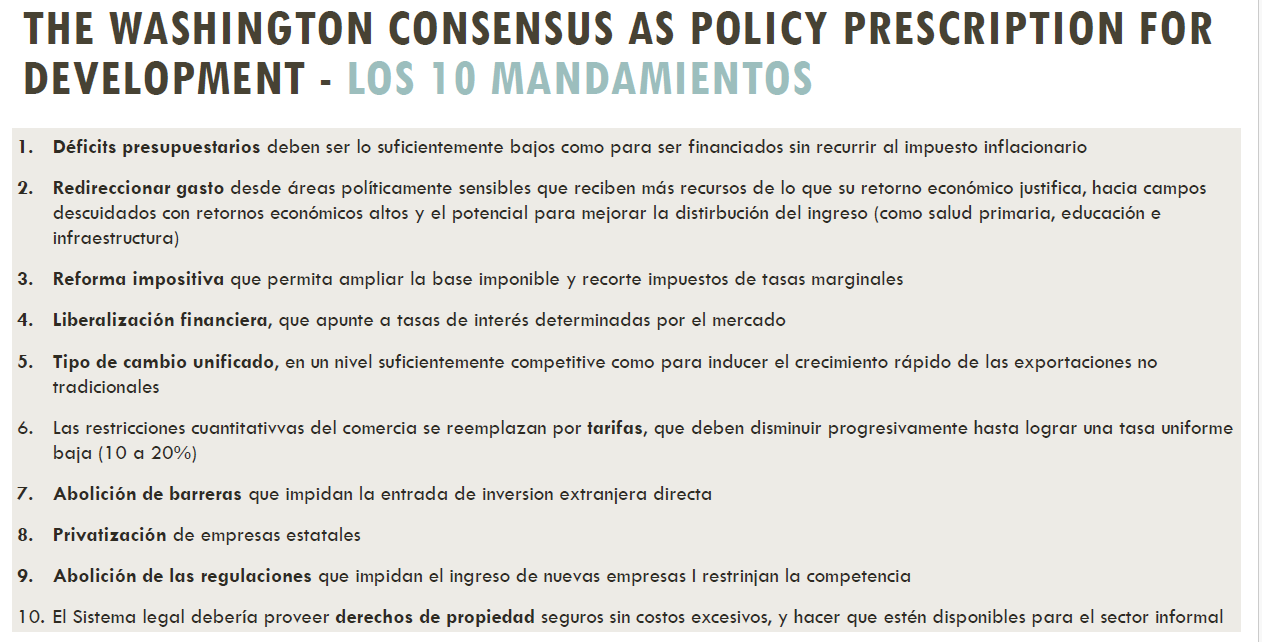 THE WASHINGTON CONSENSUS AS POLICY PRESCRIPTION FOR
DEVELOPMENT - LOS 10 MANDAMIENTOS
1. Déficits presupuestarios deben ser lo suficientemente bajos como para ser financiados sin recurrir al impuesto inflacionario
2. Redireccionar gasto desde áreas políticamente sensibles que reciben más recursos de lo que su retorno económico justifica, hacia campos
descuidados con retornos económicos altos y el potencial para mejorar la distirbución del ingreso (como salud primaria, educación e
infraestructura)
3. Reforma impositiva que permita ampliar la base imponible y recorte impuestos de tasas marginales
4. Liberalización financiera, que apunte a tasas de interés determinadas por el mercado
5. Tipo de cambio unificado, en un nivel suficientemente competitive como para inducer el crecimiento rápido de las exportaciones no
tradicionales
6. Las restricciones cuantitativvas del comercia se reemplazan por tarifas, que deben disminuir progresivamente hasta lograr una tasa uniforme
baja (10 a 20%)
7. Abolición de barreras que impidan la entrada de inversion extranjera directa
8. Privatización de empresas estatales
9. Abolición de las regulaciones que impidan el ingreso de nuevas empresas I restrinjan la competencia
10. El Sistema legal debería proveer derechos de propiedad seguros sin costos excesivos, y hacer que estén disponibles para el sector informal